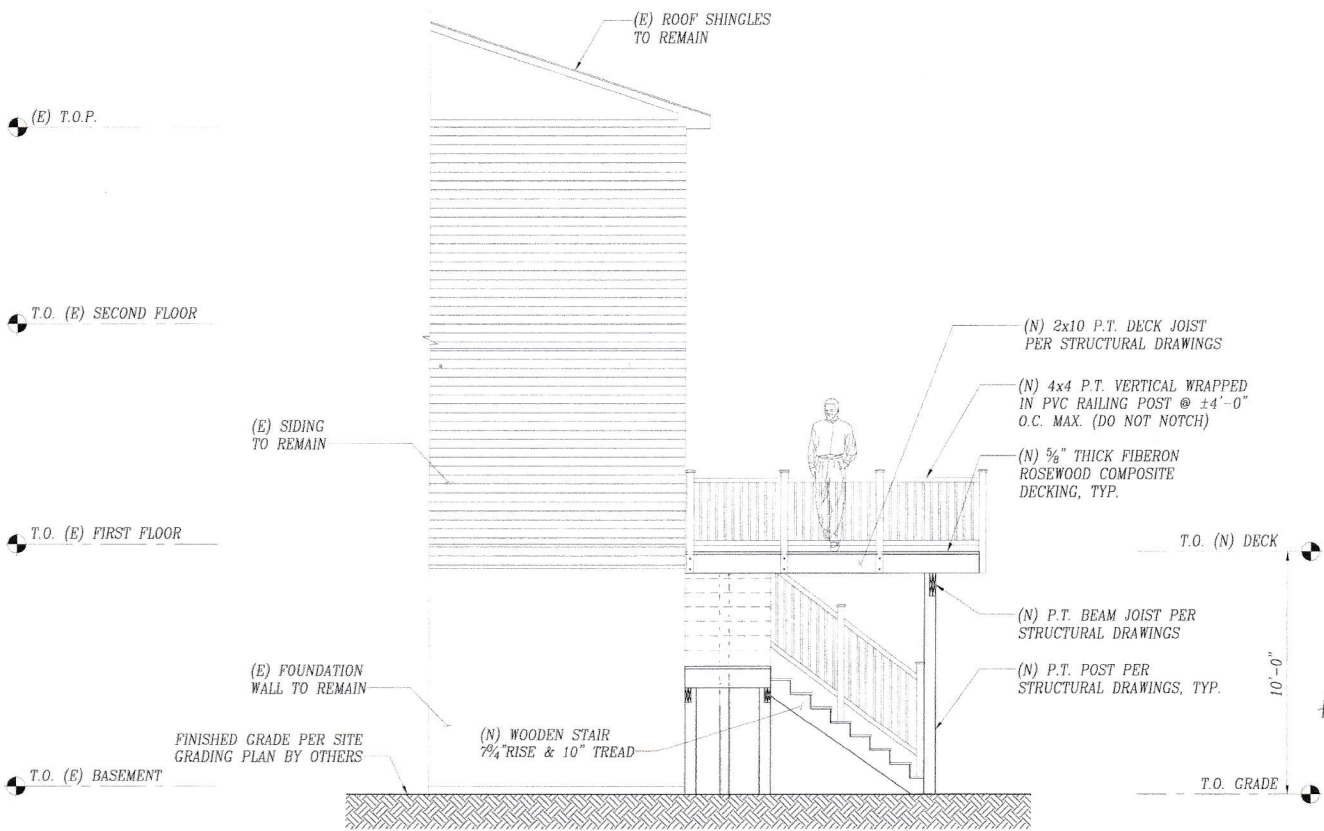 (E) ROOF SHINGLES
TO REMAIN
(E) T.O.P.
T.O. (E) SECOND FLOOR
(N) 2x10 P.T. DECK JOIST
PER STRUCTURAL DRAWINGS
(N) 4x4 P.T. VERTICAL WRAPPED
IN PVC RAILING POST @ ±4'-0"
O.C. MAX. (DO NOT NOTCH)
(E) SIDING
TO REMAIN
(N) 5/8" THICK FIBERON
ROSEWOOD COMPOSITE
DECKING, TYP.
T.O. (E) FIRST FLOOR
T.O. (N) DECK
(N) P.T. BEAM JOIST PER
STRUCTURAL DRAWINGS
(E) FOUNDATION
WALL TO REMAIN
(N) P.T. POST PER
STRUCTURAL DRAWINGS, TYP.
10'-0"
(N) WOODEN STAIR
7¾"RISE & 10" TREAD
FINISHED GRADE PER SITE
GRADING PLAN BY OTHERS
T.O. (E) BASEMENT
T.O. GRADE